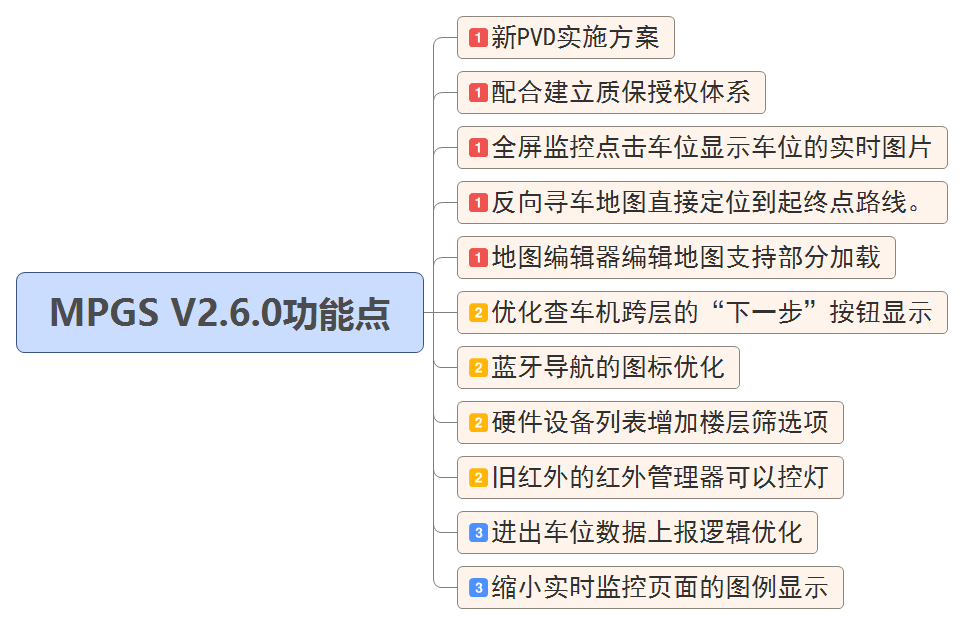 MPGS V2.6.0功能点
1 新PVD实施方案
1 配合建立质保授权体系
1 全屏监控点击车位显示车位的实时图片
1 反向寻车地图直接定位到起终点路线。
1 地图编辑器编辑地图支持部分加载
2 优化查车机跨层的“下一步”按钮显示
2 蓝牙导航的图标优化
2 硬件设备列表增加楼层筛选项
2 旧红外的红外管理器可以控灯
3 进出车位数据上报逻辑优化
3 缩小实时监控页面的图例显示